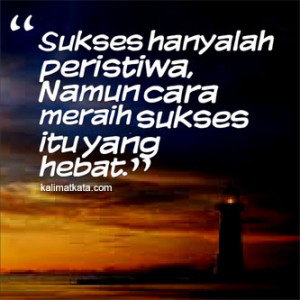 “Sukses hanyalah
peristiwa,
Namun cara
meraih sukses
itu yang
hebat.”
kalimatkata.com